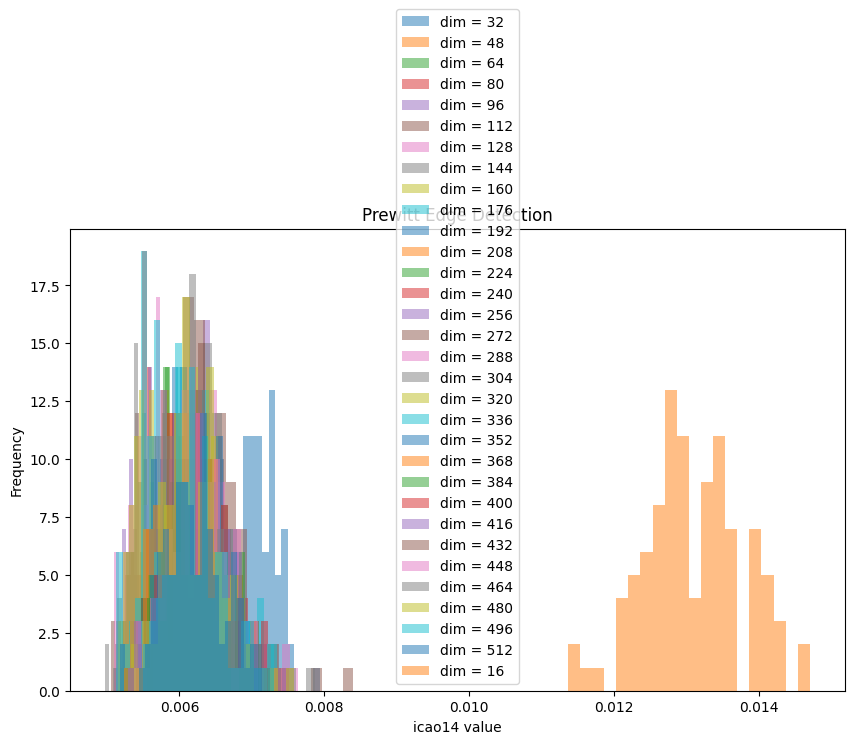 dim = 32
dim = 48
dim = 64
dim = 80
dim = 96
dim = 112
dim = 128
dim = 144
dim = 160
dim = 176
dim = 192
dim = 208
dim = 224
dim = 240
dim = 256
dim = 272
dim = 288
dim = 304
dim = 320
dim = 336
dim = 352
dim = 368
dim = 384
dim = 400
dim = 416
dim = 432
dim = 448
dim = 464
dim = 480
dim = 496
dim = 512
dim = 16
Prewitt Edge Detection
17.5
15.0
12.5
10.0
7.5
5.0
2.5
0.0
Frequency
0.006
0.008
0.010
0.012
0.014
icao14 value